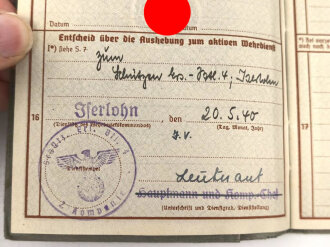 Datum
Entscheid über die Aushebung zum aktiven Wehrdienst
[*) siehe S. 7 zum
Schützen Ers.-Btl. 4, Iserlohn
Iserlohn, den 20.5.40
(Tag, Monat, Jahr)
16
I.V.
Dienststempel
2. Kompanie
Leutnant
Hauptmann und Komp.-Chef
(Unterschrift und Dienstgrad, Dienststellung)
17